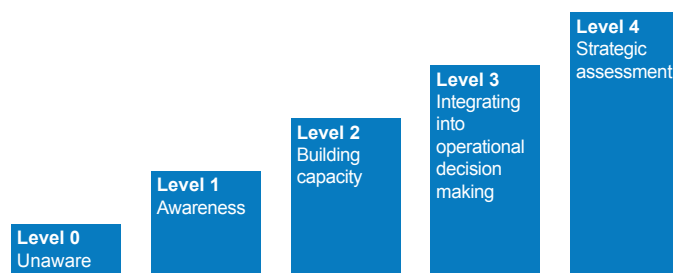 Level 0
Unaware
Level 1
Awareness
Level 2
Building
capacity
Level 3
Integrating
into
operational
decision
making
Level 4
Strategic
assessment